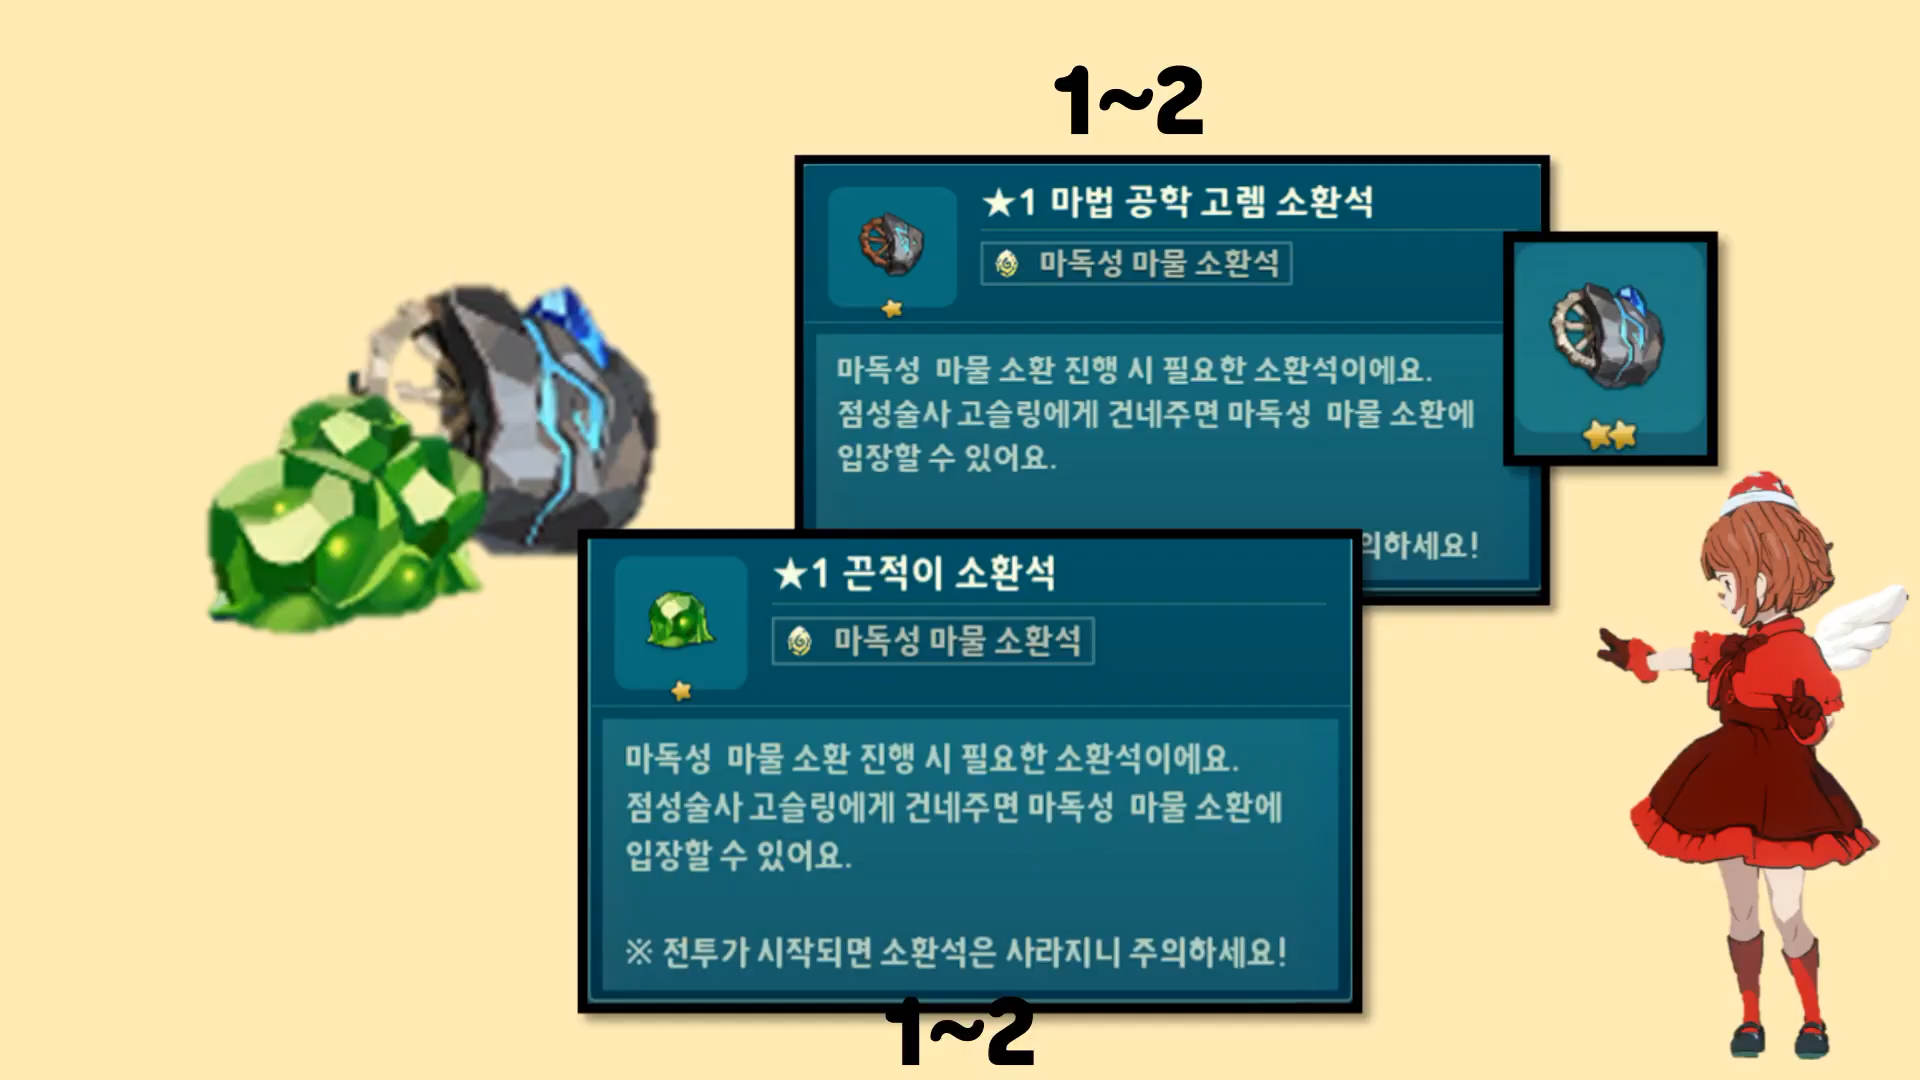 1~2
★1 마법 공학 고렘 소환석
마독성 마물 소환석
마독성 마물 소환 진행 시 필요한 소환석이에요.
점성술사 고슬링에게 건네주면 마독성 마물 소환에
입장할 수 있어요.
의하세요!
★1 끈적이 소환석
마독성 마물 소환석
마독성 마물 소환 진행 시 필요한 소환석이에요.
점성술사 고슬링에게 건네주면 마독성 마물 소환에
입장할 수 있어요.
※ 전투가 시작되면 소환석은 사라지니 주의하세요!
1~2